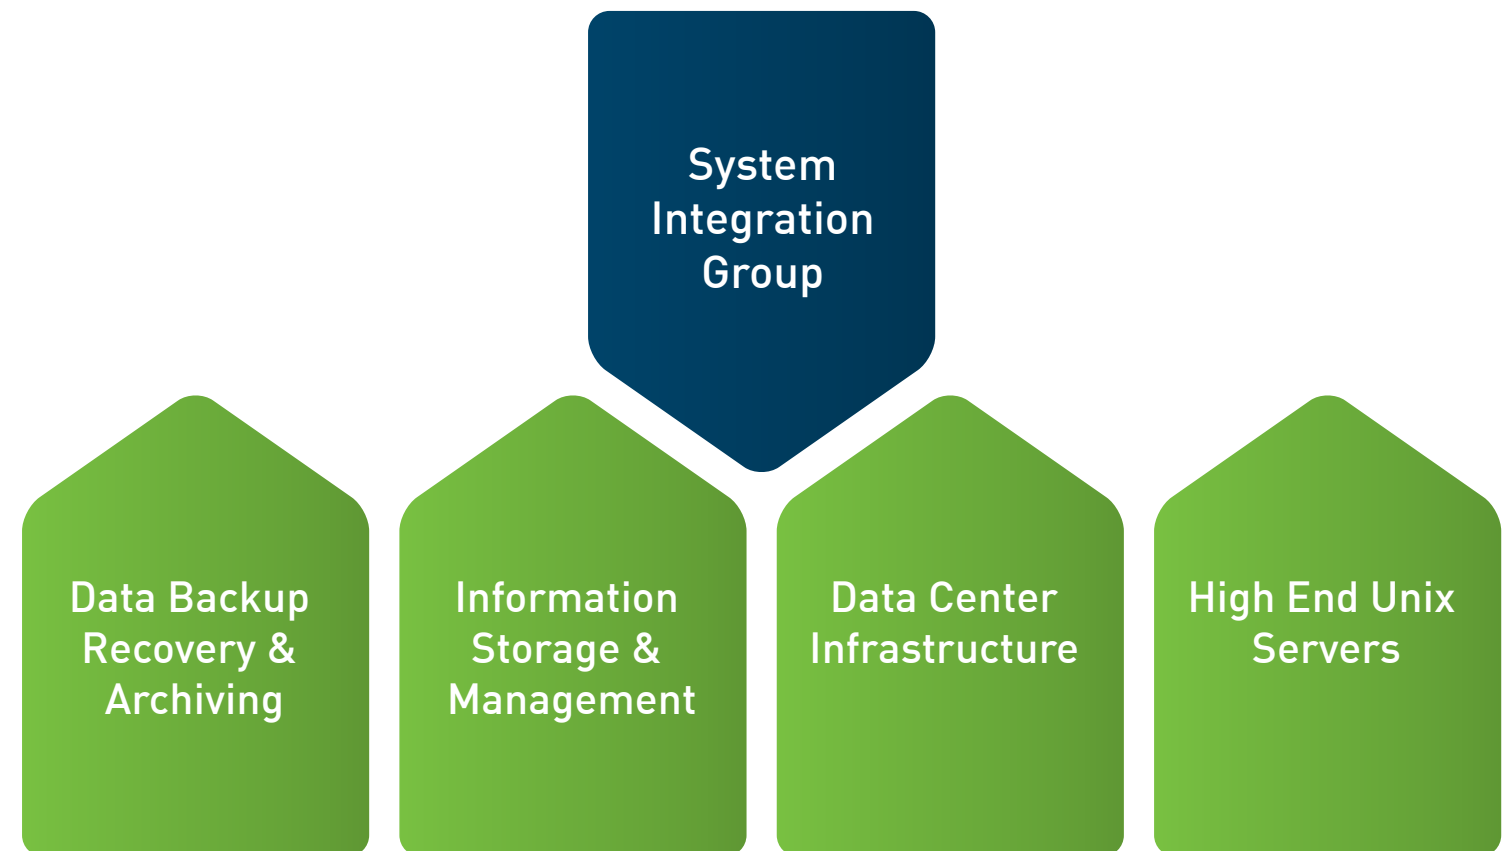 System
Integration
Group
Data Backup
Recovery &
Archiving
Information
Storage &
Management
Data Center
Infrastructure
High End Unix
Servers